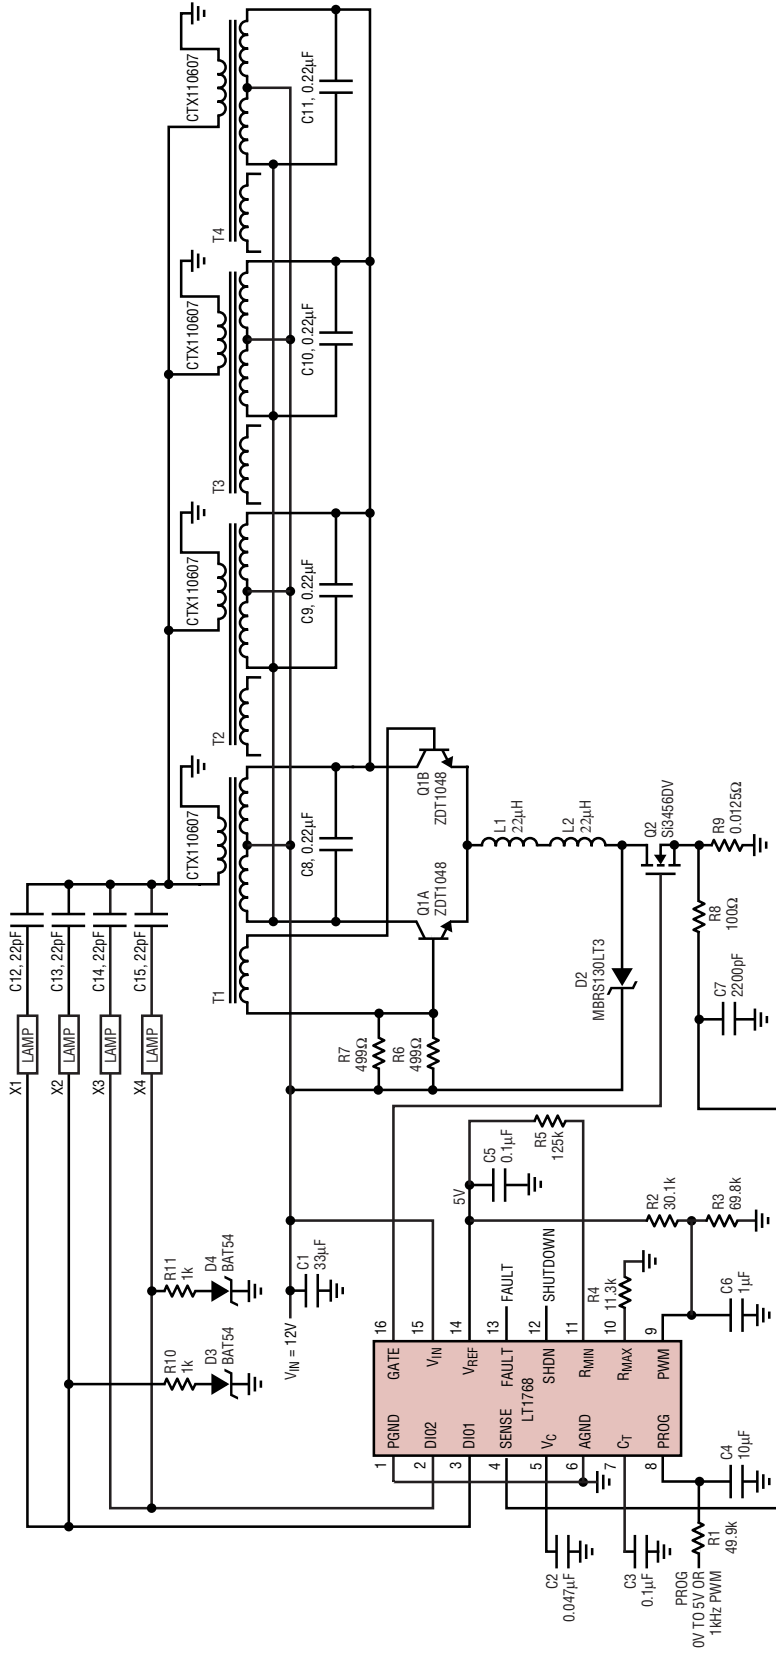 X1
LAMP
C12, 22pF
X2
LAMP
C13, 22pF
X3
LAMP
C14, 22pF
X4
LAMP
C15, 22pF
R10
1k
D3
BAT54
R11
1k
D4
BAT54
T1
CTX110607
C8, 0.22µF
T2
CTX110607
C9, 0.22µF
T3
CTX110607
C10, 0.22µF
T4
CTX110607
C11, 0.22µF
VIN = 12V
C1
33µF
R7
499Ω
R6
499Ω
Q1A
ZDT1048
Q1B
ZDT1048
L1
22µH
L2
22µH
D2
MBRS130LT3
Q2
Si3456DV
R8
100Ω
R9
0.0125Ω
C7
2200pF
5V
C5
0.1µF
R5
125k
R2
30.1k
R3
69.8k
R4
11.3k
C6
1µF
LT1768
1
PGND
2
DIO2
3
DIO1
4
SENSE
5
VC
6
AGND
7
CT
8
PROG
16
GATE
15
VIN
14
VREF
13
FAULT
FAULT
12
SHDN
SHUTDOWN
11
RMIN
10
RMAX
9
PWM
C2
0.047µF
C3
0.1µF
C4
10µF
R1
49.9k
PROG
0V TO 5V OR
1kHz PWM